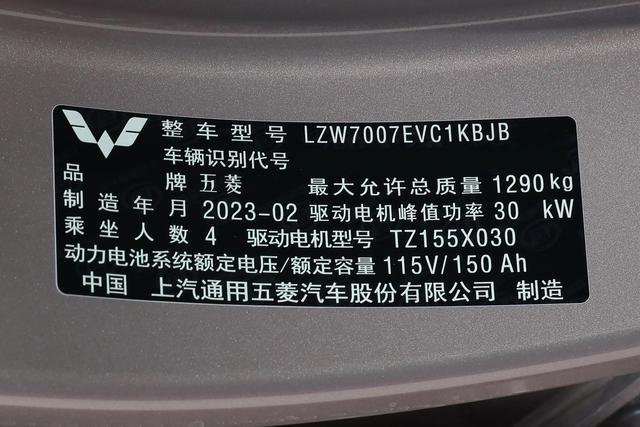 整车型号 LZW7007EVC1KBJB
车辆识别代号
品牌 五菱 最大允许总质量 1290kg
制造年月 2023-02 驱动电机峰值功率 30 kW
乘坐人数 4 驱动电机型号 TZ155X030
动力电池系统额定电压/额定容量 115V/150 Ah
中国 上汽通用五菱汽车股份有限公司 制造